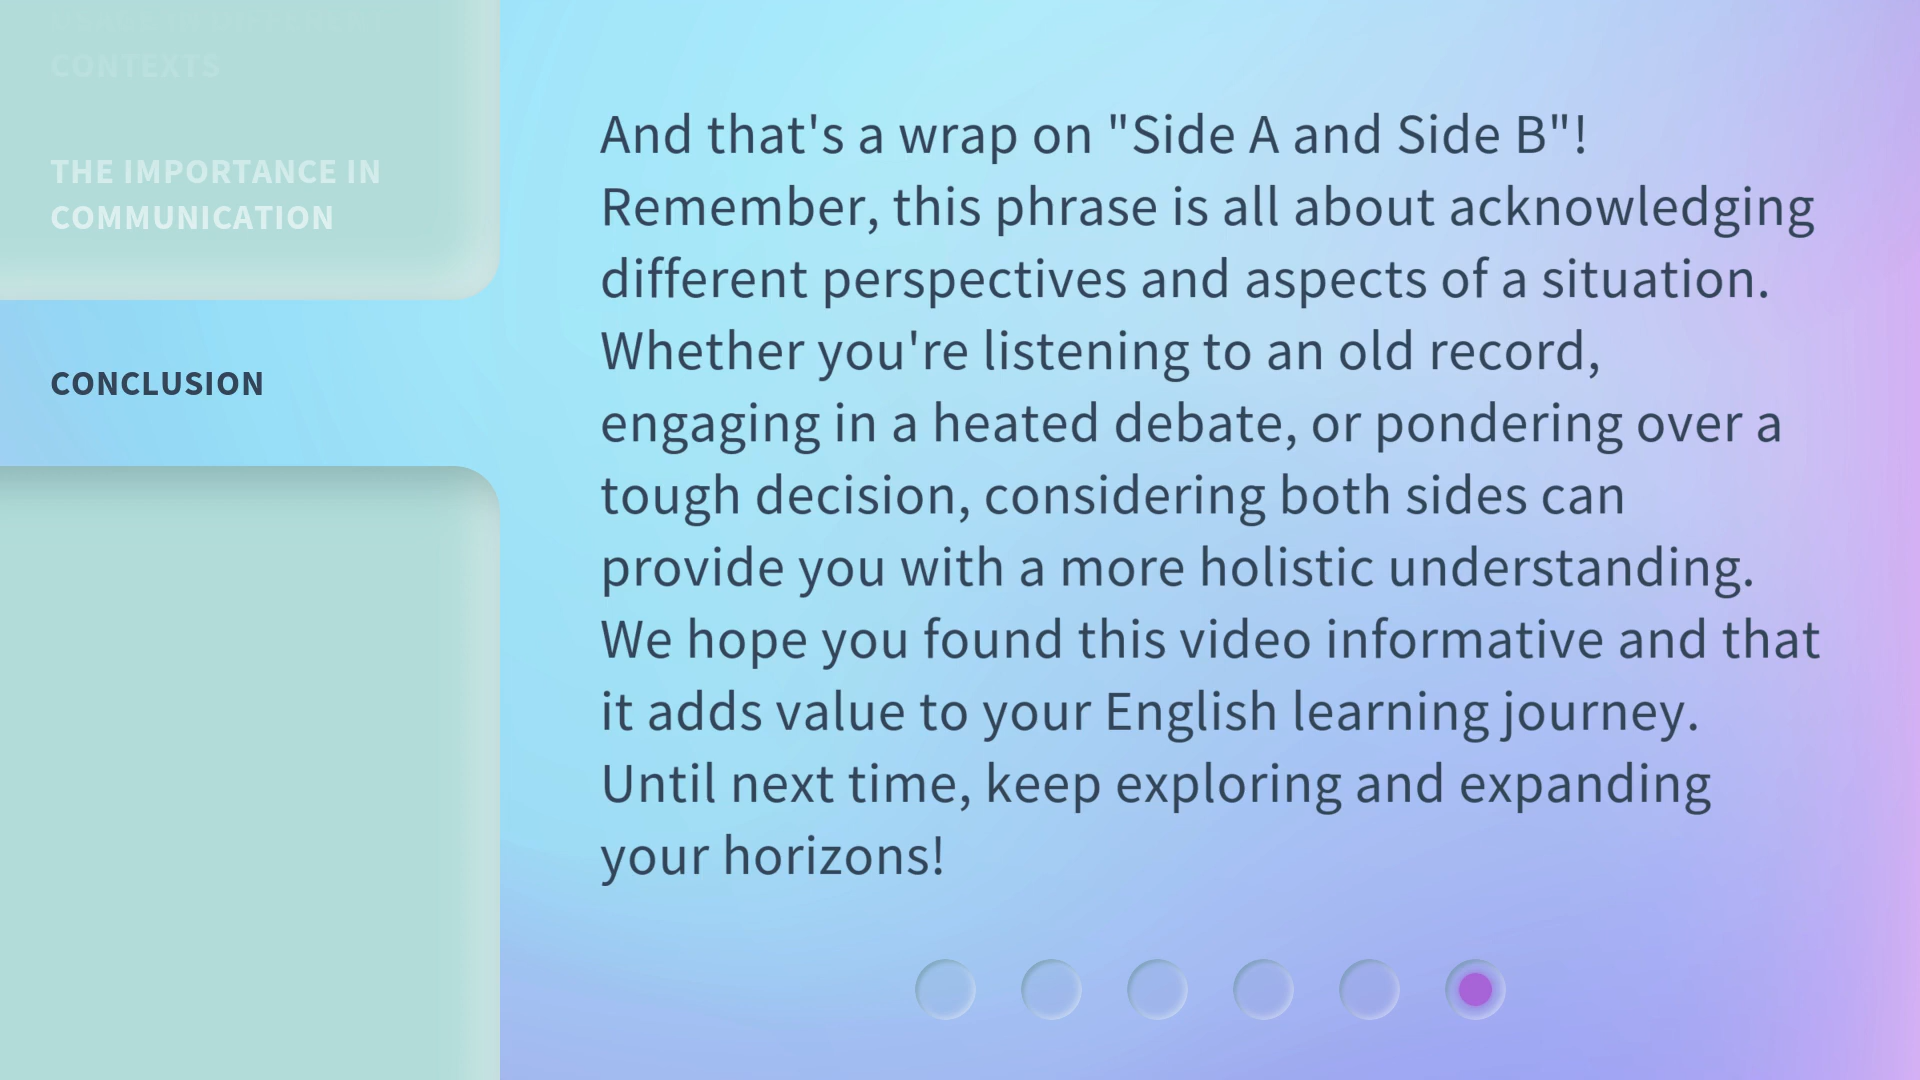 CONTEXTS
THE IMPORTANCE IN
COMMUNICATION
CONCLUSION
And that's a wrap on "Side A and Side B"!
Remember, this phrase is all about acknowledging
different perspectives and aspects of a situation.
Whether you're listening to an old record,
engaging in a heated debate, or pondering over a
tough decision, considering both sides can
provide you with a more holistic understanding.
We hope you found this video informative and that
it adds value to your English learning journey.
Until next time, keep exploring and expanding
your horizons!